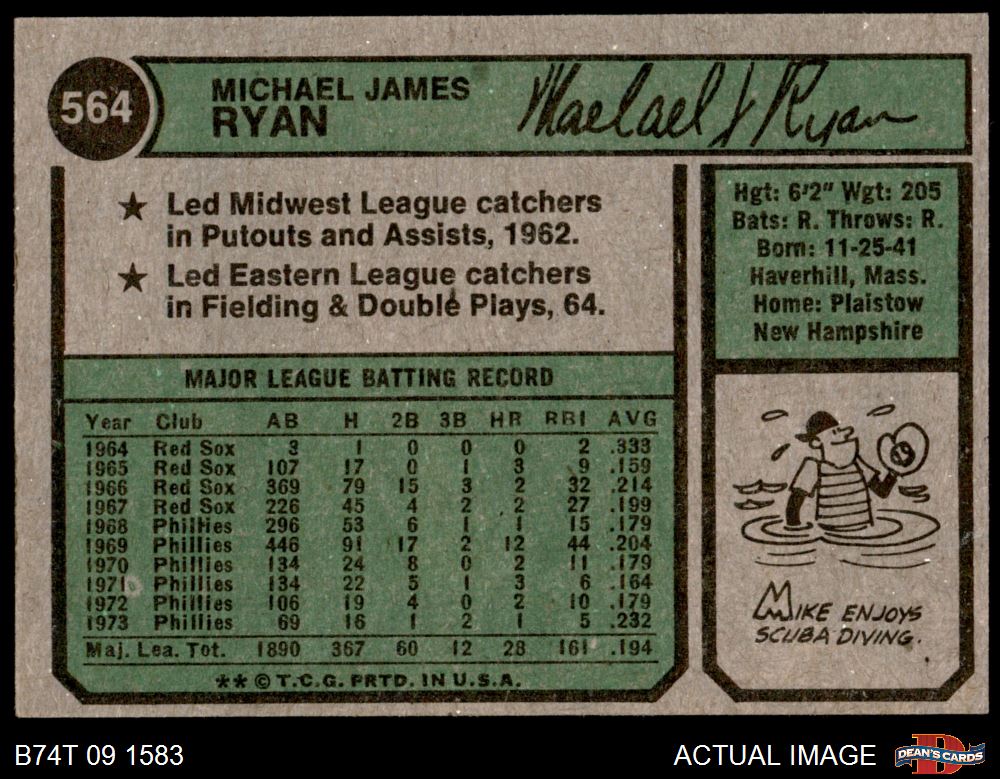 564
MICHAEL JAMES
RYAN
Michael J Ryan
★ Led Midwest League catchers
in Putouts and Assists, 1962.
★ Led Eastern League catchers
in Fielding & Double Plays, 64.
Hgt: 6'2" Wgt: 205
Bats: R. Throws: R.
Born: 11-25-41
Haverhill, Mass.
Home: Plaistow
New Hampshire
MAJOR LEAGUE BATTING RECORD
Year Club AB H 2B 3B HR RBI AVG
1964 Red Sox 3 1 0 0 0 2 .333
1965 Red Sox 107 17 0 1 3 9 .159
1966 Red Sox 369 79 15 3 2 32 .214
1967 Red Sox 226 45 4 2 2 27 .199
1968 Phillies 296 53 6 1 1 15 .179
1969 Phillies 446 91 17 2 12 44 .204
1970 Phillies 134 24 8 0 2 11 .179
1971 Phillies 134 22 5 1 3 6 .164
1972 Phillies 106 19 4 0 2 10 .179
1973 Phillies 69 16 1 2 1 5 .232
Maj. Lea. Tot. 1890 367 60 12 28 161 .194
** © T.C.G. PRTD. IN U.S.A.
MIKE ENJOYS
SCUBA DIVING.
B74T 09 1583
ACTUAL IMAGE
DEAN'S CARDS